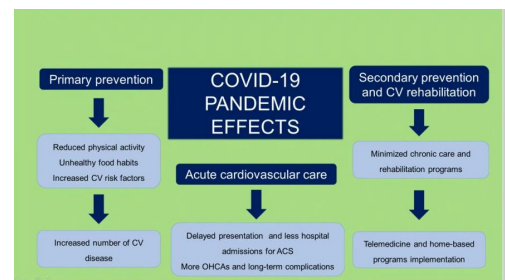 COVID-19
PANDEMIC
EFFECTS
Primary prevention
Reduced physical activity
Unhealthy food habits
Increased CV risk factors
Increased number of CV
disease
Acute cardiovascular care
Delayed presentation and less hospital
admissions for ACS
More OHCAs and long-term complications
Secondary prevention
and CV rehabilitation
Minimized chronic care and
rehabilitation programs
Telemedicine and home-based
programs implementation